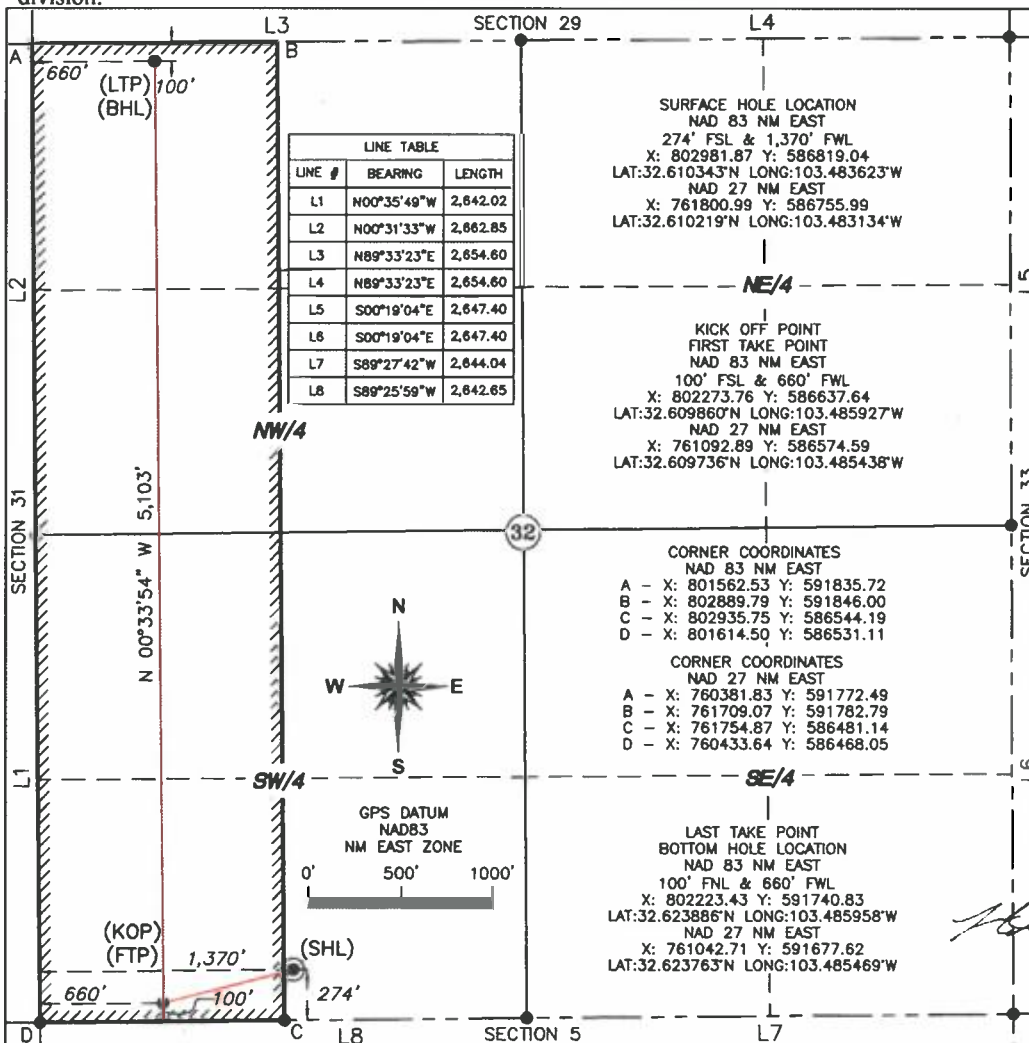 division.
L3
SECTION 29
L4
A
B
660'
(LTP)
100'
(BHL)
LINE TABLE
LINE # BEARING LENGTH
L1 N00°35'49"W 2,642.02
L2 N00°31'33"W 2,662.85
L3 N89°33'23"E 2,654.60
L4 N89°33'23"E 2,654.60
L5 S00°19'04"E 2,647.40
L6 S00°19'04"E 2,647.40
L7 S89°27'42"W 2,644.04
L8 S89°25'59"W 2,642.65
SURFACE HOLE LOCATION
NAD 83 NM EAST
274' FSL & 1,370' FWL
X: 802981.87 Y: 586819.04
LAT:32.610343°N LONG:103.483623°W
NAD 27 NM EAST
X: 761800.99 Y: 586755.99
LAT:32.610219°N LONG:103.483134°W
L2
NE/4
L5
KICK OFF POINT
FIRST TAKE POINT
NAD 83 NM EAST
100' FSL & 660' FWL
X: 802273.76 Y: 586637.64
LAT:32.609860°N LONG:103.485927°W
NAD 27 NM EAST
X: 761092.89 Y: 586574.59
LAT:32.609736°N LONG:103.485438°W
NW/4
SECTION 31
N 00°33'54" W 5,103'
32
SECTION 33
CORNER COORDINATES
NAD 83 NM EAST
A - X: 801562.53 Y: 591835.72
B - X: 802889.79 Y: 591846.00
C - X: 802935.75 Y: 586544.19
D - X: 801614.50 Y: 586531.11
CORNER COORDINATES
NAD 27 NM EAST
A - X: 760381.83 Y: 591772.49
B - X: 761709.07 Y: 591782.79
C - X: 761754.87 Y: 586481.14
D - X: 760433.64 Y: 586468.05
N
W E
S
L1
SW/4
SE/4
L6
GPS DATUM
NAD83
NM EAST ZONE
0' 500' 1000'
LAST TAKE POINT
BOTTOM HOLE LOCATION
NAD 83 NM EAST
100' FNL & 660' FWL
X: 802223.43 Y: 591740.83
LAT:32.623886°N LONG:103.485958°W
NAD 27 NM EAST
X: 761042.71 Y: 591677.62
LAT:32.623763°N LONG:103.485469°W
(KOP)
(FTP)
1,370'
(SHL)
660'
100'
274'
D
L8
C
SECTION 5
L7